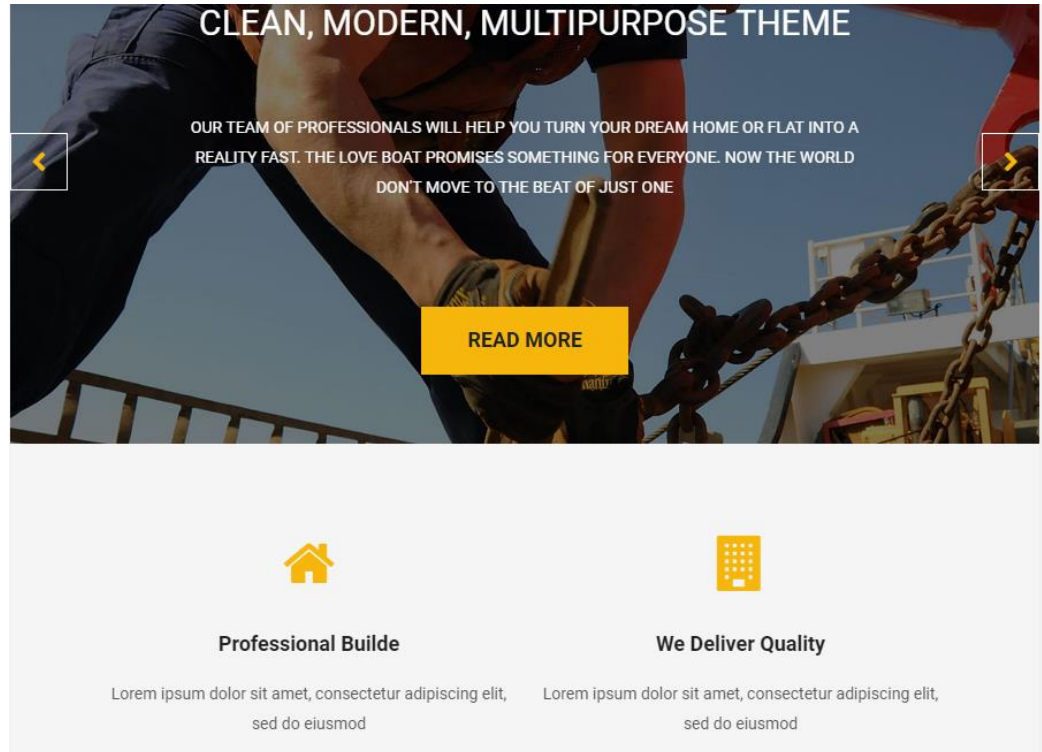 CLEAN, MODERN, MULTIPURPOSE THEME
OUR TEAM OF PROFESSIONALS WILL HELP YOU TURN YOUR DREAM HOME OR FLAT INTO A
REALITY FAST. THE LOVE BOAT PROMISES SOMETHING FOR EVERYONE. NOW THE WORLD
DON'T MOVE TO THE BEAT OF JUST ONE
READ MORE
Professional Builde
We Deliver Quality
Lorem ipsum dolor sit amet, consectetur adipiscing elit,
sed do eiusmod
Lorem ipsum dolor sit amet, consectetur adipiscing elit,
sed do eiusmod